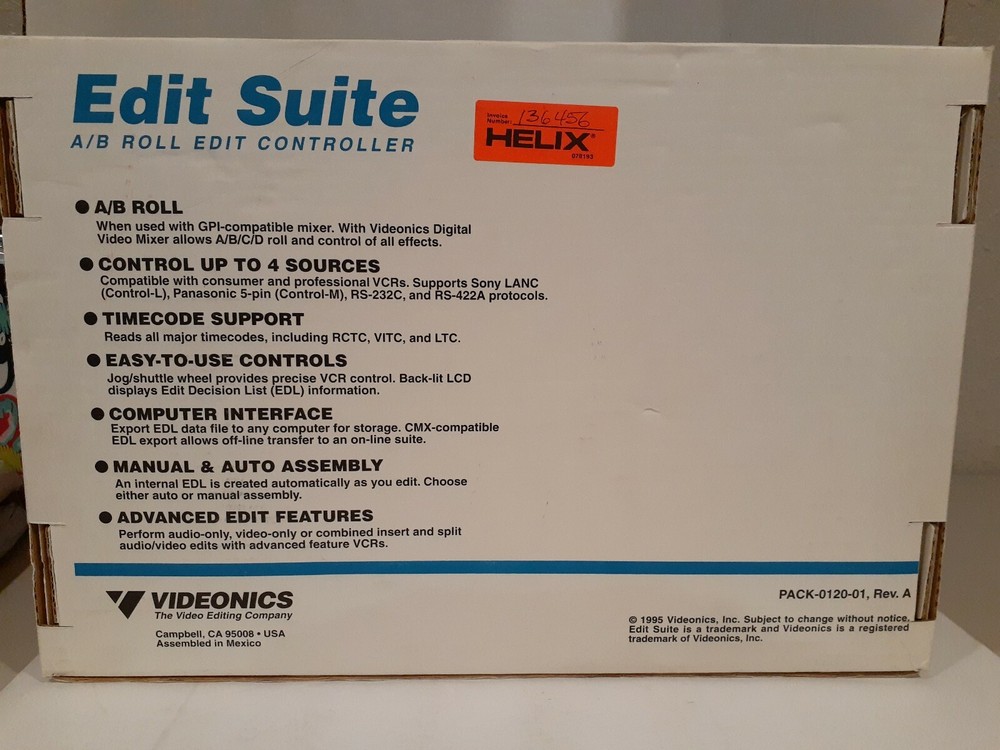 Edit Suite
A/B ROLL EDIT CONTROLLER
Invoice
Number: 136456
HELIX®
078193
● A/B ROLL
When used with GPI-compatible mixer. With Videonics Digital
Video Mixer allows A/B/C/D roll and control of all effects.
● CONTROL UP TO 4 SOURCES
Compatible with consumer and professional VCRs. Supports Sony LANC
(Control-L), Panasonic 5-pin (Control-M), RS-232C, and RS-422A protocols.
● TIMECODE SUPPORT
Reads all major timecodes, including RCTC, VITC, and LTC.
● EASY-TO-USE CONTROLS
Jog/shuttle wheel provides precise VCR control. Back-lit LCD
displays Edit Decision List (EDL) information.
● COMPUTER INTERFACE
Export EDL data file to any computer for storage. CMX-compatible
EDL export allows off-line transfer to an on-line suite.
● MANUAL & AUTO ASSEMBLY
An internal EDL is created automatically as you edit. Choose
either auto or manual assembly.
● ADVANCED EDIT FEATURES
Perform audio-only, video-only or combined insert and split
audio/video edits with advanced feature VCRs.
VIDEONICS
The Video Editing Company
Campbell, CA 95008 • USA
Assembled in Mexico
PACK-0120-01, Rev. A
© 1995 Videonics, Inc. Subject to change without notice.
Edit Suite is a trademark and Videonics is a registered
trademark of Videonics, Inc.